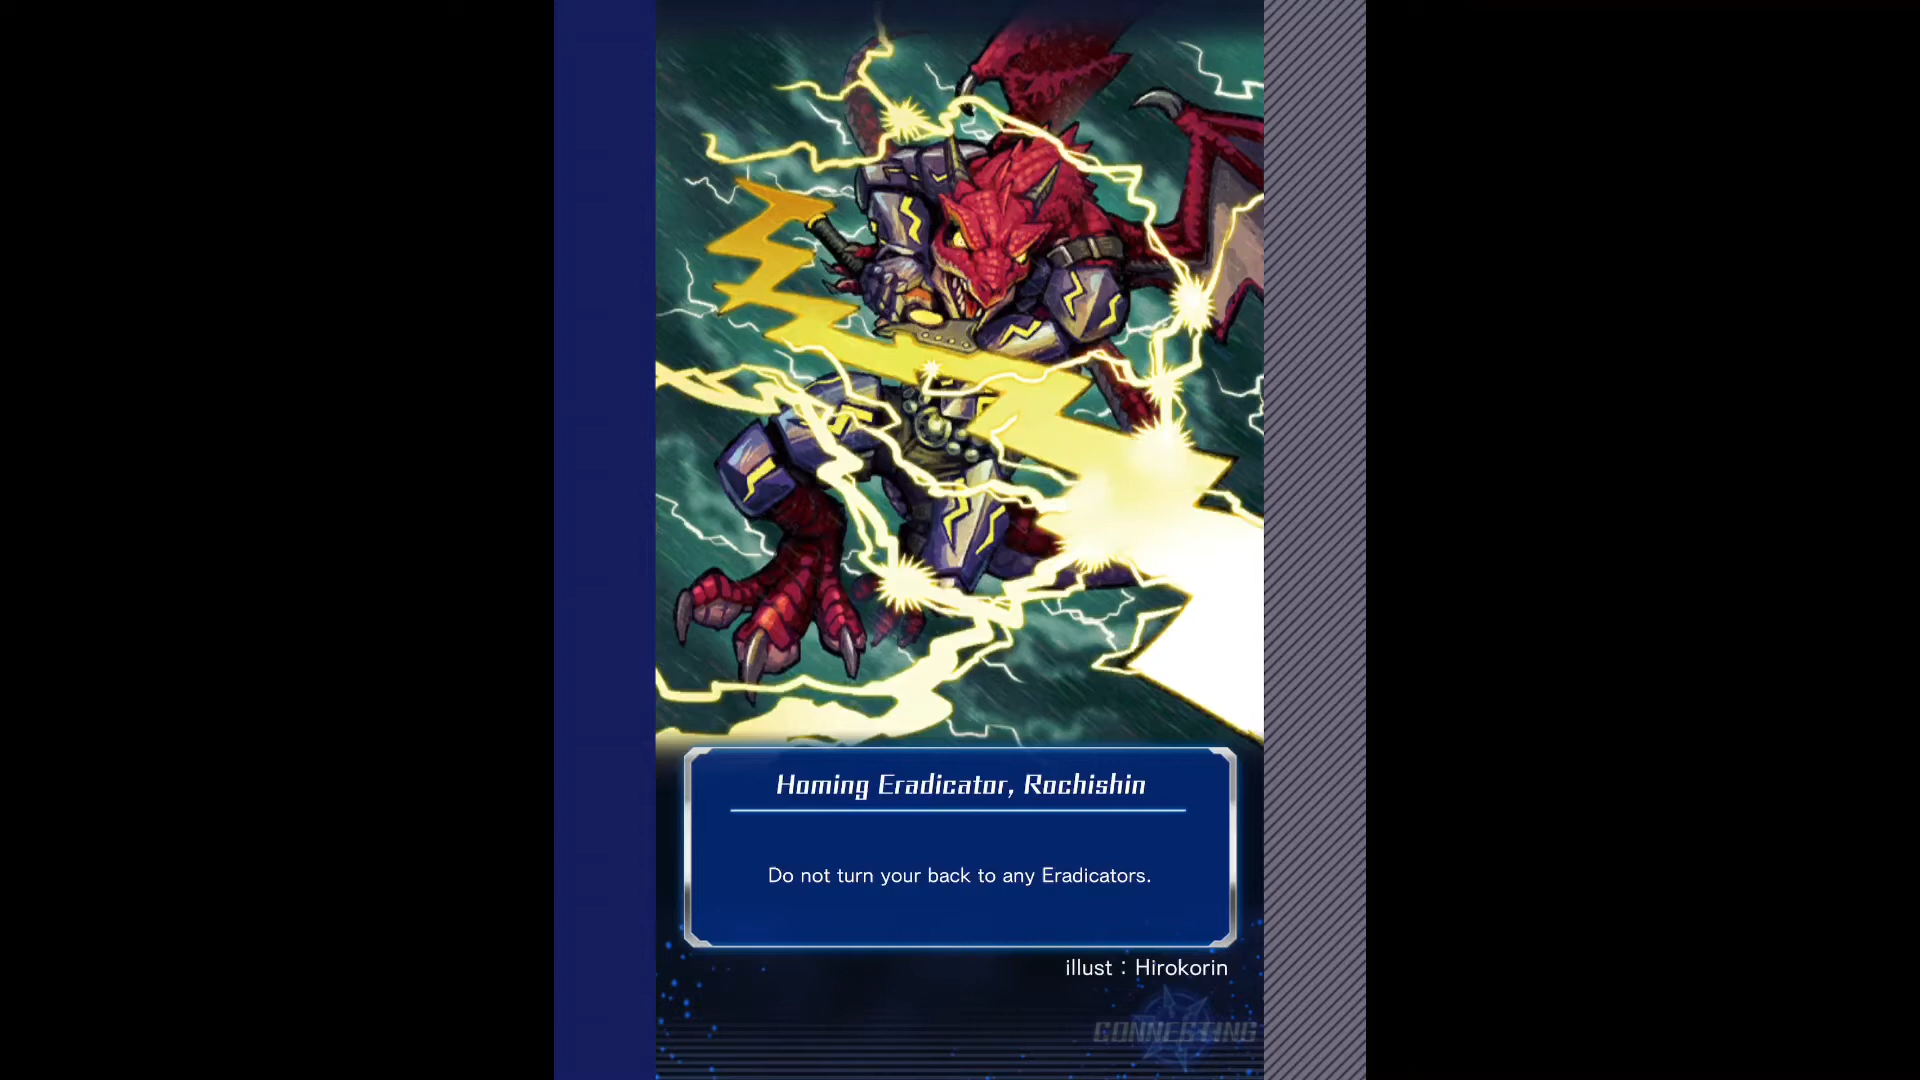 Homing Eradicator, Rochishin
Do not turn your back to any Eradicators.
illust : Hirokorin
CONNECTING